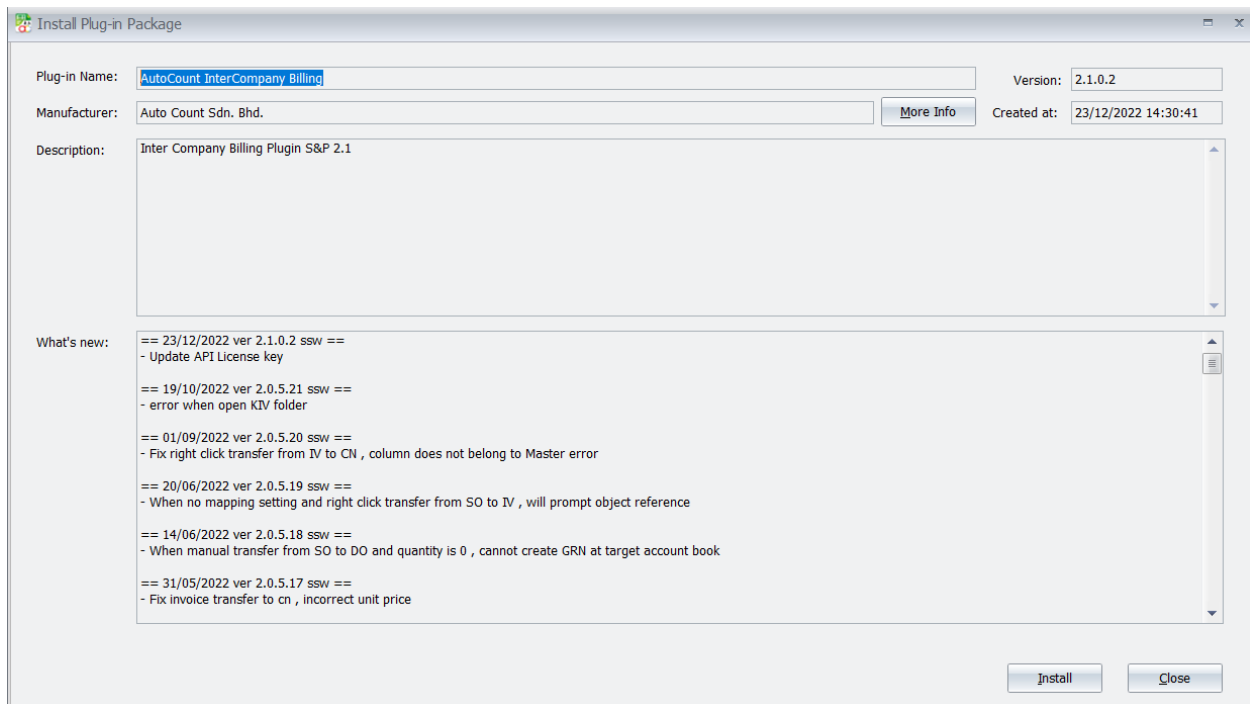 Install Plug-in Package
Plug-in Name: AutoCount InterCompany Billing Version: 2.1.0.2
Manufacturer: Auto Count Sdn. Bhd. More Info Created at: 23/12/2022 14:30:41
Description: Inter Company Billing Plugin S&P 2.1
What's new: == 23/12/2022 ver 2.1.0.2 ssw ==
- Update API License key
== 19/10/2022 ver 2.0.5.21 ssw ==
- error when open KIV folder
== 01/09/2022 ver 2.0.5.20 ssw ==
- Fix right click transfer from IV to CN , column does not belong to Master error
== 20/06/2022 ver 2.0.5.19 ssw ==
- When no mapping setting and right click transfer from SO to IV , will prompt object reference
== 14/06/2022 ver 2.0.5.18 ssw ==
- When manual transfer from SO to DO and quantity is 0 , cannot create GRN at target account book
== 31/05/2022 ver 2.0.5.17 ssw ==
- Fix invoice transfer to cn , incorrect unit price
Install Close